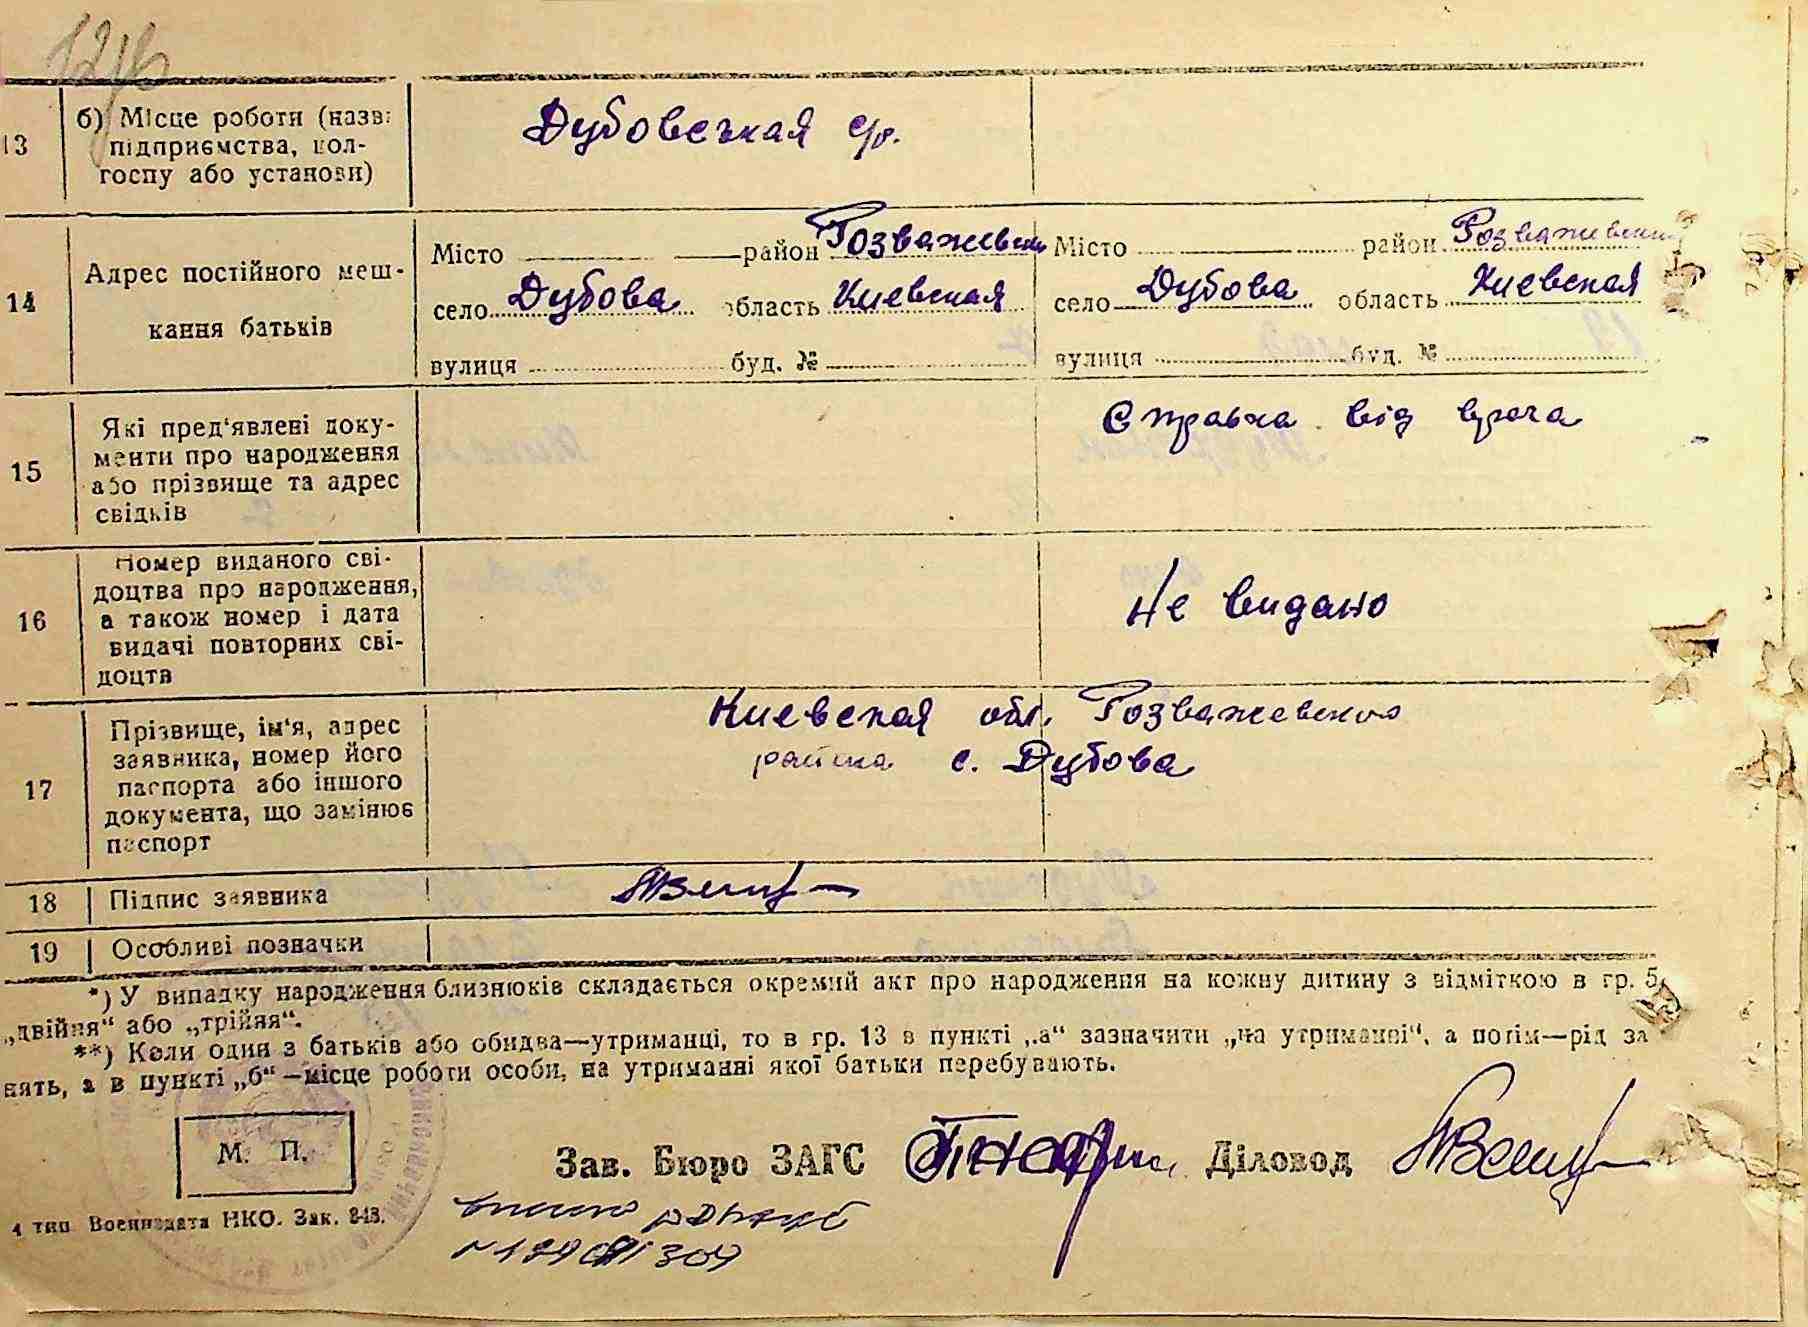 13
б) Місце роботи (назва
підприємства, кол-
госпу або установи)
Дубовська с/р.
14
Адрес постійного меш-
кання батьків
Місто район Розважевский
село Дубова область Киевская
вулиця буд. №
Місто район Розважевский
село Дубова область Киевская
вулиця буд. №
15
Які пред'явлені доку-
менти про народження
або прізвище та адрес
свідків
Справка від врача
16
Номер виданого сві-
доцтва про народження,
а також номер і дата
видачі повторних сві-
доцтв
Не видано
17
Прізвище, ім'я, адрес
заявника, номер його
паспорта або іншого
документа, що замінює
паспорт
Киевская обл. Розважевского
района с. Дубова
18
Підпис заявника
19
Особливі позначки
*) У випадку народження близнюків складається окремий акт про народження на кожну дитину з відміткою в гр. 5
„двійня“ або „трійня“.
**) Коли один з батьків або обидва—утриманці, то в гр. 13 в пункті „а“ зазначити „на утриманні“, а потім—рід за
нять, а в пункті „б“—місце роботи особи, на утриманні якої батьки перебувають.
М. П.
Зав. Бюро ЗАГС
Діловод
4 тип. Воениздата НКО. Зак. 843.